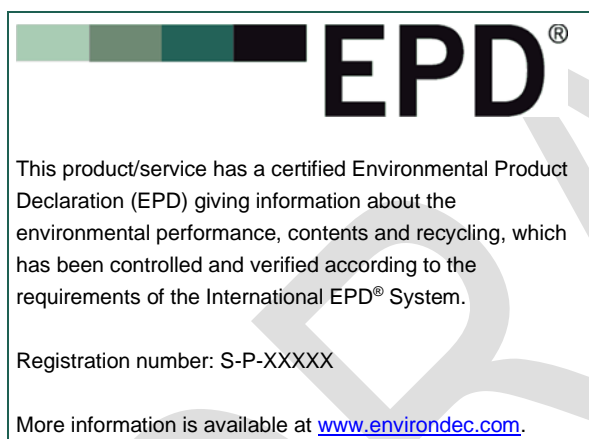 EPD®
This product/service has a certified Environmental Product
Declaration (EPD) giving information about the
environmental performance, contents and recycling, which
has been controlled and verified according to the
requirements of the International EPD® System.
Registration number: S-P-XXXXX
More information is available at www.environdec.com.